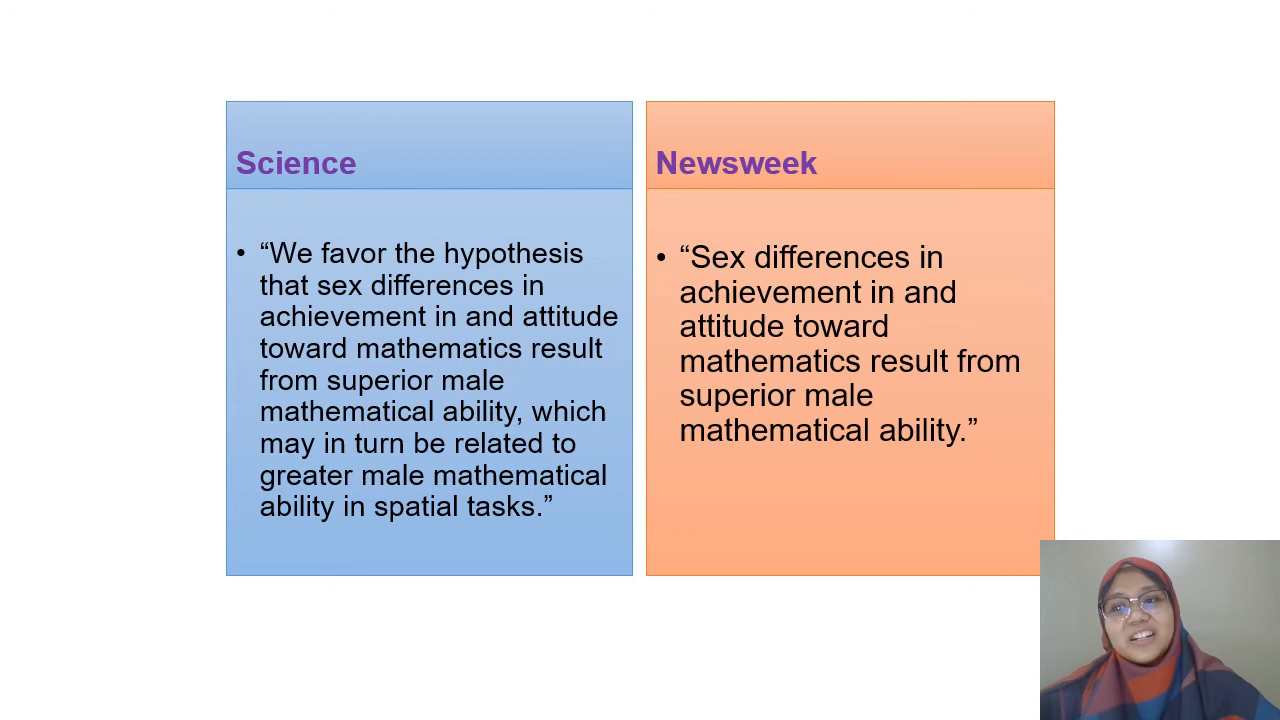 Science
• “We favor the hypothesis
that sex differences in
achievement in and attitude
toward mathematics result
from superior male
mathematical ability, which
may in turn be related to
greater male mathematical
ability in spatial tasks.”
Newsweek
• “Sex differences in
achievement in and
attitude toward
mathematics result from
superior male
mathematical ability.”